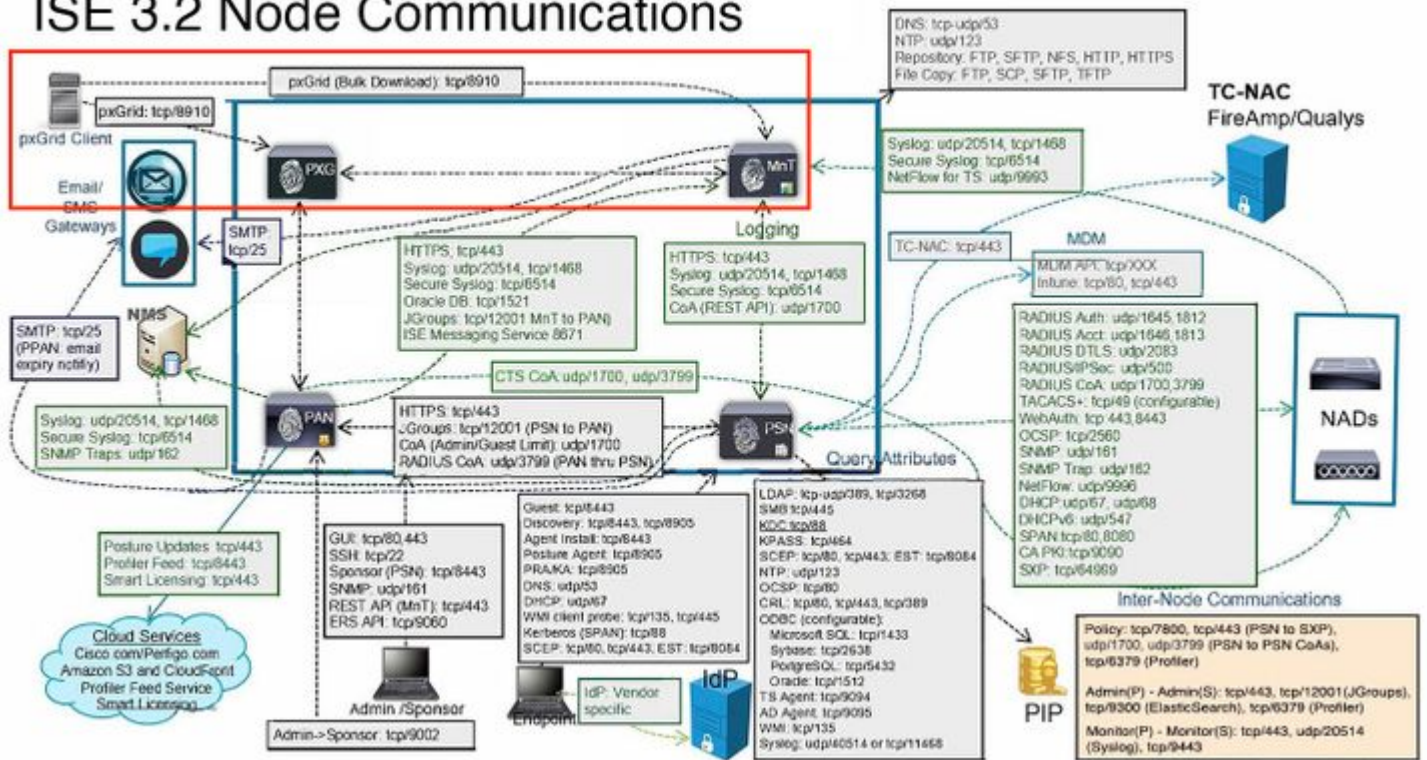 ISE 3.2 Node Communications
DNS: tcp-udp/53
NTP: udp/123
Repository: FTP, SFTP, NFS, HTTP, HTTPS
File Copy: FTP, SCP, SFTP, TFTP
pxGrid (Bulk Download): tcp/8910
pxGrid: tcp/8910
pxGrid Client
PXG
MnT
TC-NAC
FireAmp/Qualys
Syslog: udp/20514, tcp/1468
Secure Syslog: tcp/6514
NetFlow for TS: udp/9993
Email/
SMS
Gateways
SMTP:
tcp/25
Logging
HTTPS: tcp/443
Syslog: udp/20514, tcp/1468
Secure Syslog: tcp/6514
Oracle DB: tcp/1521
JGroups: tcp/12001 MnT to PAN)
ISE Messaging Service 8671
HTTPS: tcp/443
Syslog: udp/20514, tcp/1468
Secure Syslog: tcp/6514
CoA (REST API): udp/1700
TC-NAC: tcp/443
MDM
MDM API: tcp/XXX
Intune: tcp/80, tcp/443
NMS
SMTP: tcp/25
(PPAN: email
expiry notifiy)
RADIUS Auth: udp/1645,1812
RADIUS Acct: udp/1646,1813
RADIUS DTLS: udp/2083
RADIUS/IPSec: udp/500
RADIUS CoA: udp/1700,3799
TACACS+: tcp/49 (configurable)
WebAuth: tcp 443,8443
OCSP: tcp/2560
SNMP: udp/161
SNMP Trap: udp/162
NetFlow: udp/9996
DHCP:udp/67, udp/68
DHCPv6: udp/547
SPAN:tcp/80,8080
CA PKI:tcp/9090
SXP: tcp/64999
NADs
CTS CoA:udp/1700, udp/3799
PAN
HTTPS: tcp/443
JGroups: tcp/12001 (PSN to PAN)
CoA (Admin/Guest Limit): udp/1700
RADIUS CoA: udp/3799 (PAN thru PSN)
PSN
Query Attributes
Syslog: udp/20514, tcp/1468
Secure Syslog: tcp/6514
SNMP Traps: udp/162
Posture Updates: tcp/443
Profiler Feed: tcp/8443
Smart Licensing: tcp/443
GUI: tcp/80,443
SSH: tcp/22
Sponsor (PSN): tcp/8443
SNMP: udp/161
REST API (MnT): tcp/443
ERS API: tcp/9060
Guest: tcp/8443
Discovery: tcp/8443, tcp/8905
Agent Install: tcp/8443
Posture Agent: tcp/8905
PRA/KA: tcp/8905
DNS: udp/53
DHCP: udp/67
WMI client probe: tcp/135, tcp/445
Kerberos (SPAN): tcp/88
SCEP: tcp/80, tcp/443; EST: tcp/8084
LDAP: tcp-udp/389, tcp/3268
SMB:tcp/445
KDC:tcp/88
KPASS: tcp/464
SCEP: tcp/80, tcp/443; EST: tcp/8084
NTP: udp/123
OCSP: tcp/80
CRL: tcp/80, tcp/443, tcp/389
ODBC (configurable):
Microsoft SQL: tcp/1433
Sybase: tcp/2638
PortgreSQL: tcp/5432
Oracle: tcp/1512
TS Agent: tcp/9094
AD Agent: tcp/9095
WMI: tcp/135
Syslog: udp/40514 or tcp/11468
Cloud Services
Cisco com/Perfigo.com
Amazon S3 and CloudFront
Profiler Feed Service
Smart Licensing
Admin /Sponsor
Admin->Sponsor: tcp/9002
Endpoint
IdP: Vendor
specific
IdP
PIP
Inter-Node Communications
Policy: tcp/7800, tcp/443 (PSN to SXP),
udp/1700, udp/3799 (PSN to PSN CoAs),
tcp/6379 (Profiler)
Admin(P) - Admin(S): tcp/443, tcp/12001(JGroups),
tcp/9300 (ElasticSearch), tcp/6379 (Profiler)
Monitor(P) - Monitor(S): tcp/443, udp/20514
(Syslog), tcp/9443